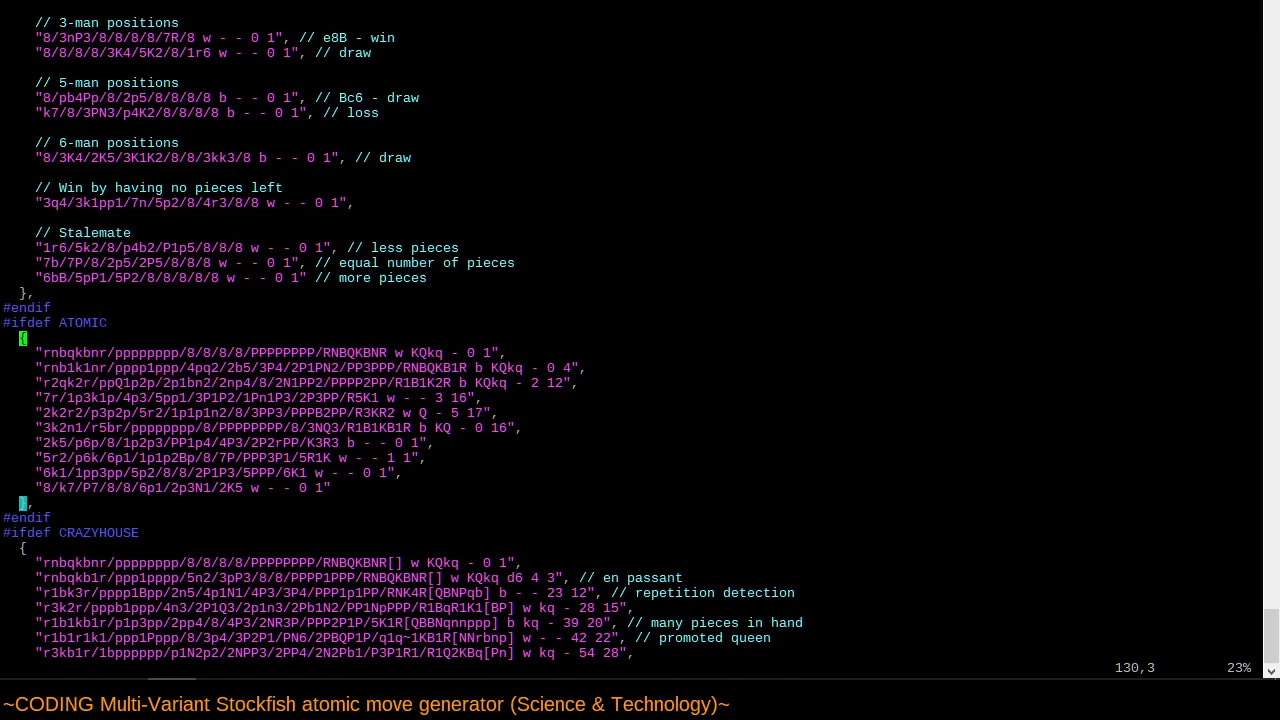 // 3-man positions
"8/3nP3/8/8/8/8/7R/8 w - - 0 1", // e8B - win
"8/8/8/8/3K4/5K2/8/1r6 w - - 0 1", // draw
// 5-man positions
"8/pb4Pp/8/2p5/8/8/8/8 b - - 0 1", // Bc6 - draw
"k7/8/3PN3/p4K2/8/8/8/8 b - - 0 1", // loss
// 6-man positions
"8/3K4/2K5/3K1K2/8/8/3kk3/8 b - - 0 1", // draw
// Win by having no pieces left
"3q4/3k1pp1/7n/5p2/8/4r3/8/8 w - - 0 1",
// Stalemate
"1r6/5k2/8/p4b2/P1p5/8/8/8 w - - 0 1", // less pieces
"7b/7P/8/2p5/2P5/8/8/8 w - - 0 1", // equal number of pieces
"6bB/5pP1/5P2/8/8/8/8/8 w - - 0 1" // more pieces
},
#endif
#ifdef ATOMIC
{
"rnbqkbnr/pppppppp/8/8/8/8/PPPPPPPP/RNBQKBNR w KQkq - 0 1",
"rnb1k1nr/pppp1ppp/4pq2/2b5/3P4/2P1PN2/PP3PPP/RNBQKB1R b KQkq - 0 4",
"r2qk2r/ppQ1p2p/2p1bn2/2np4/8/2N1PP2/PPPP2PP/R1B1K2R b KQkq - 2 12",
"7r/1p3k1p/4p3/5pp1/3P1P2/1Pn1P3/2P3PP/R5K1 w - - 3 16",
"2k2r2/p3p2p/5r2/1p1p1n2/8/3PP3/PPPB2PP/R3KR2 w Q - 5 17",
"3k2n1/r5br/pppppppp/8/PPPPPPPP/8/3NQ3/R1B1KB1R b KQ - 0 16",
"2k5/p6p/8/1p2p3/PP1p4/4P3/2P2rPP/K3R3 b - - 0 1",
"5r2/p6k/6p1/1p1p2Bp/8/7P/PPP3P1/5R1K w - - 1 1",
"6k1/1pp3pp/5p2/8/8/2P1P3/5PPP/6K1 w - - 0 1",
"8/k7/P7/8/8/6p1/2p3N1/2K5 w - - 0 1"
},
#endif
#ifdef CRAZYHOUSE
{
"rnbqkbnr/pppppppp/8/8/8/8/PPPPPPPP/RNBQKBNR[] w KQkq - 0 1",
"rnbqkb1r/ppp1pppp/5n2/3pP3/8/8/PPPP1PPP/RNBQKBNR[] w KQkq d6 4 3", // en passant
"r1bk3r/pppp1Bpp/2n5/4p1N1/4P3/3P4/PPP1p1PP/RNK4R[QBNPqb] b - - 23 12", // repetition detection
"r3k2r/pppb1ppp/4n3/2P1Q3/2p1n3/2Pb1N2/PP1NpPPP/R1BqR1K1[BP] w kq - 28 15",
"r1b1kb1r/p1p3pp/2pp4/8/4P3/2NR3P/PPP2P1P/5K1R[QBBNqnnppp] b kq - 39 20", // many pieces in hand
"r1b1r1k1/ppp1Pppp/8/3p4/3P2P1/PN6/2PBQP1P/q1q~1KB1R[NNrbnp] w - - 42 22", // promoted queen
"r3kb1r/1bpppppp/p1N2p2/2NPP3/2PP4/2N2Pb1/P3P1R1/R1Q2KBq[Pn] w kq - 54 28",
130,3 23%
~CODING Multi-Variant Stockfish atomic move generator (Science & Technology)~